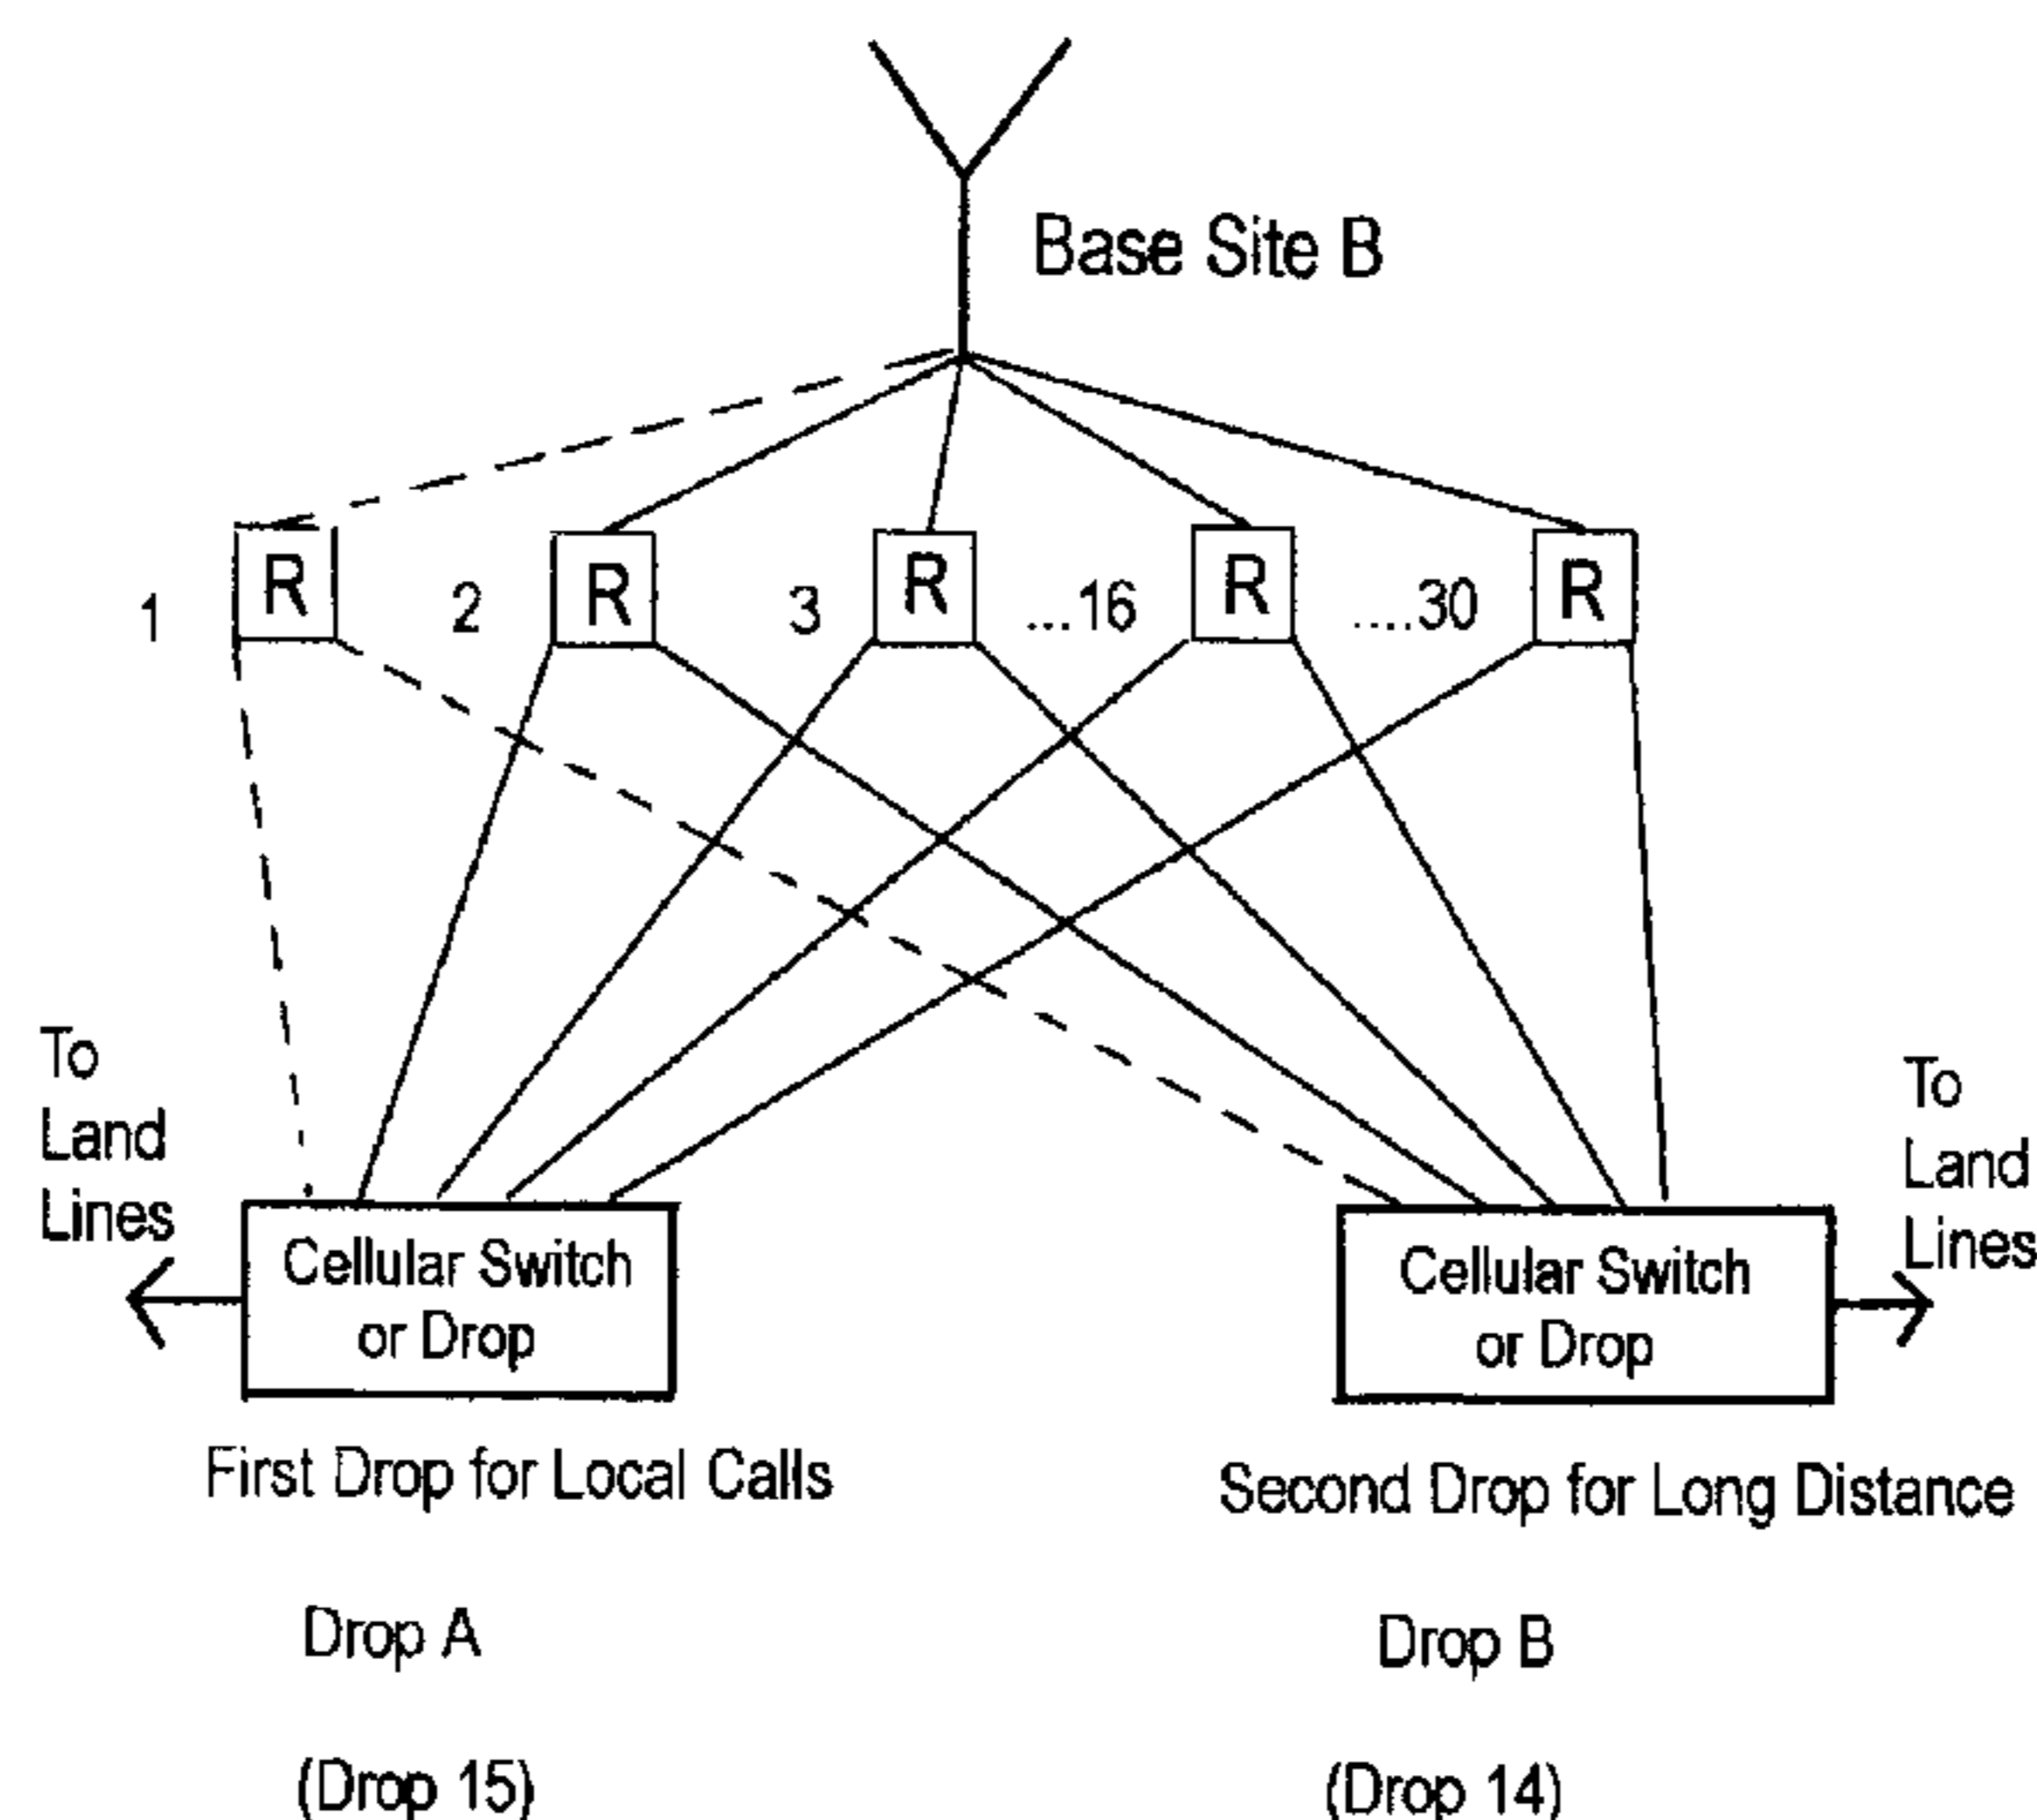 Base Site B
1 R 2 R 3 R ...16 R ....30 R
To
Land
Lines
To
Land
Lines
Cellular Switch
or Drop
Cellular Switch
or Drop
First Drop for Local Calls
Second Drop for Long Distance
Drop A
Drop B
(Drop 15)
(Drop 14)